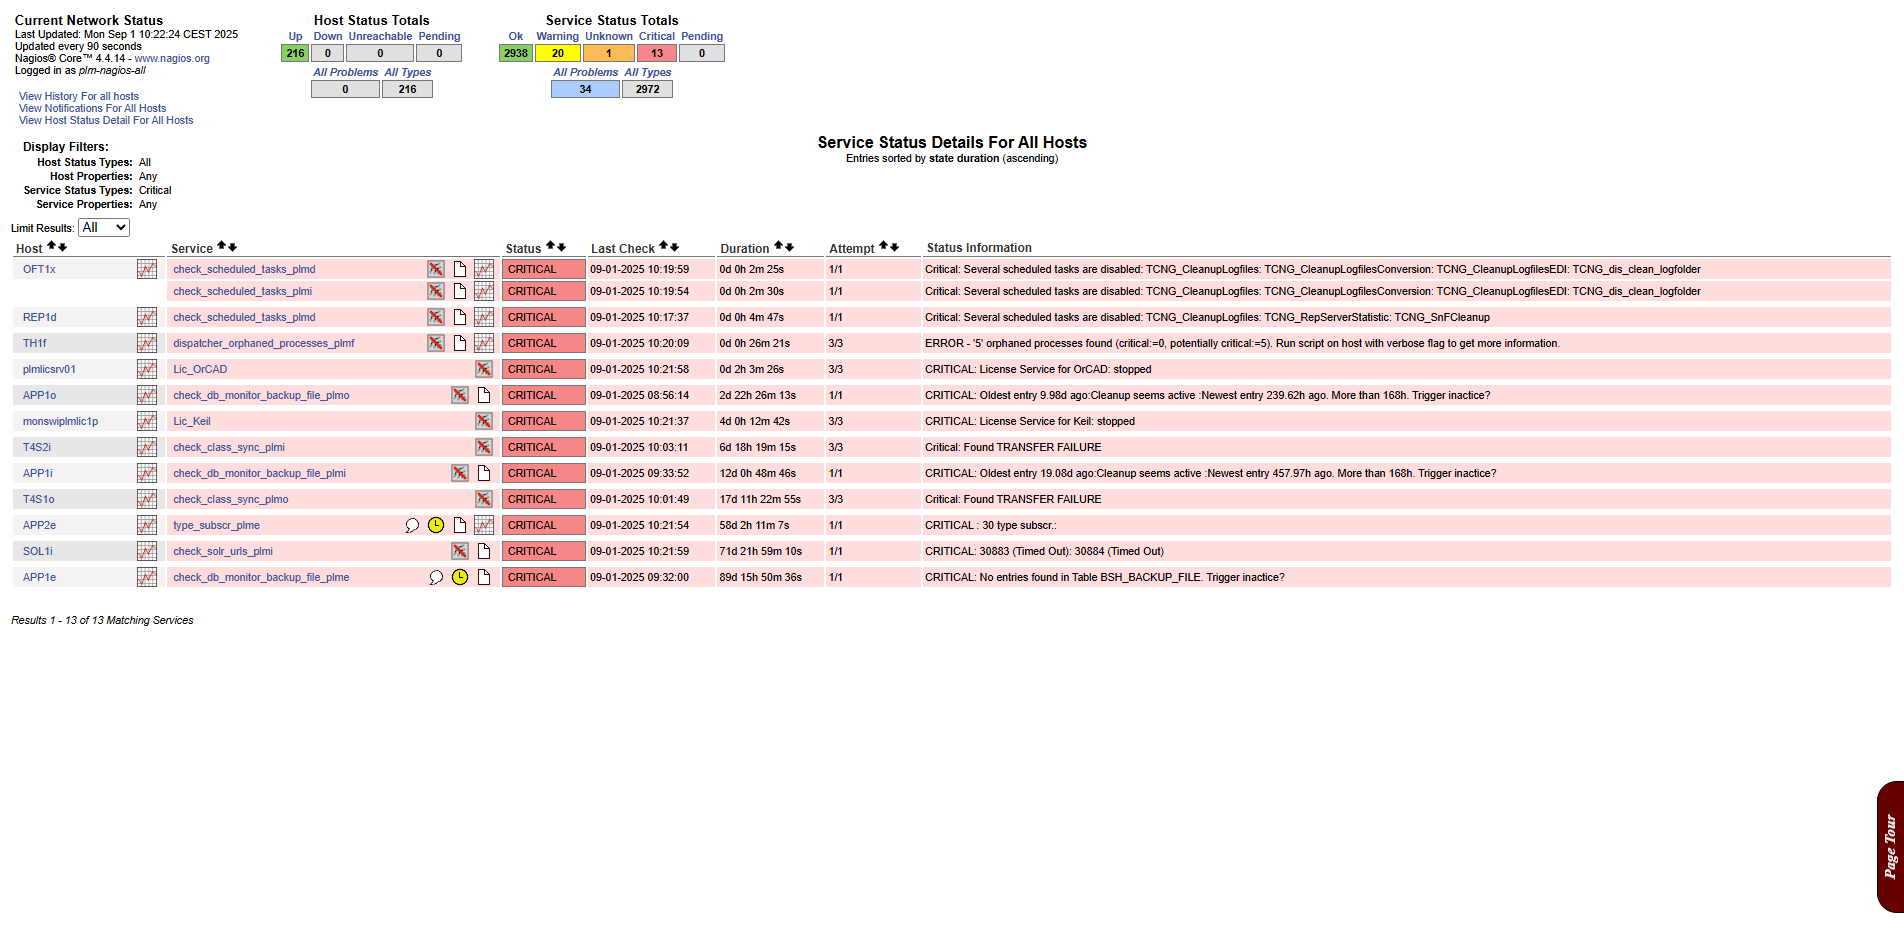 Current Network Status
Last Updated: Mon Sep 1 10:22:24 CEST 2025
Updated every 90 seconds
Nagios® Core™ 4.4.14 - www.nagios.org
Logged in as plm-nagios-all
View History For all hosts
View Notifications For All Hosts
View Host Status Detail For All Hosts
Host Status Totals
Up Down Unreachable Pending
216 0 0 0
All Problems All Types
0 216
Service Status Totals
Ok Warning Unknown Critical Pending
2938 20 1 13 0
All Problems All Types
34 2972
Display Filters:
Host Status Types: All
Host Properties: Any
Service Status Types: Critical
Service Properties: Any
Service Status Details For All Hosts
Entries sorted by state duration (ascending)
Limit Results: All
Host Service Status Last Check Duration Attempt Status Information
OFT1x check_scheduled_tasks_plmd CRITICAL 09-01-2025 10:19:59 0d 0h 2m 25s 1/1 Critical: Several scheduled tasks are disabled: TCNG_CleanupLogfiles: TCNG_CleanupLogfilesConversion: TCNG_CleanupLogfilesEDI: TCNG_dis_clean_logfolder
check_scheduled_tasks_plmi CRITICAL 09-01-2025 10:19:54 0d 0h 2m 30s 1/1 Critical: Several scheduled tasks are disabled: TCNG_CleanupLogfiles: TCNG_CleanupLogfilesConversion: TCNG_CleanupLogfilesEDI: TCNG_dis_clean_logfolder
REP1d check_scheduled_tasks_plmd CRITICAL 09-01-2025 10:17:37 0d 0h 4m 47s 1/1 Critical: Several scheduled tasks are disabled: TCNG_CleanupLogfiles: TCNG_RepServerStatistic: TCNG_SnFCleanup
TH1f dispatcher_orphaned_processes_plmf CRITICAL 09-01-2025 10:20:09 0d 0h 26m 21s 3/3 ERROR - '5' orphaned processes found (critical:=0, potentially critical:=5). Run script on host with verbose flag to get more information.
plmlicsrv01 Lic_OrCAD CRITICAL 09-01-2025 10:21:58 0d 2h 3m 26s 3/3 CRITICAL: License Service for OrCAD: stopped
APP1o check_db_monitor_backup_file_plmo CRITICAL 09-01-2025 08:56:14 2d 22h 26m 13s 1/1 CRITICAL: Oldest entry 9.98d ago:Cleanup seems active :Newest entry 239.62h ago. More than 168h. Trigger inactice?
monswiplmlic1p Lic_Keil CRITICAL 09-01-2025 10:21:37 4d 0h 12m 42s 3/3 CRITICAL: License Service for Keil: stopped
T4S2i check_class_sync_plmi CRITICAL 09-01-2025 10:03:11 6d 18h 19m 15s 3/3 Critical: Found TRANSFER FAILURE
APP1i check_db_monitor_backup_file_plmi CRITICAL 09-01-2025 09:33:52 12d 0h 48m 46s 1/1 CRITICAL: Oldest entry 19.08d ago:Cleanup seems active :Newest entry 457.97h ago. More than 168h. Trigger inactice?
T4S1o check_class_sync_plmo CRITICAL 09-01-2025 10:01:49 17d 11h 22m 55s 3/3 Critical: Found TRANSFER FAILURE
APP2e type_subscr_plme CRITICAL 09-01-2025 10:21:54 58d 2h 11m 7s 1/1 CRITICAL : 30 type subscr.:
SOL1i check_solr_urls_plmi CRITICAL 09-01-2025 10:21:59 71d 21h 59m 10s 1/1 CRITICAL: 30883 (Timed Out): 30884 (Timed Out)
APP1e check_db_monitor_backup_file_plme CRITICAL 09-01-2025 09:32:00 89d 15h 50m 36s 1/1 CRITICAL: No entries found in Table BSH_BACKUP_FILE. Trigger inactice?
Results 1 - 13 of 13 Matching Services
Page Tour